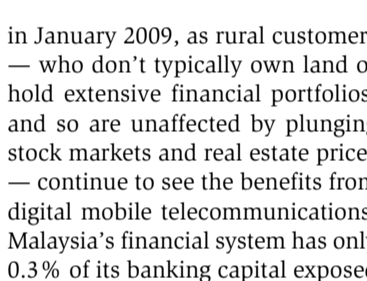 in January 2009, as rural customer
— who don’t typically own land o
hold extensive financial portfolios
and so are unaffected by plungin
stock markets and real estate price
— continue to see the benefits from
digital mobile telecommunications
Malaysia’s financial system has onl
0.3% of its banking capital expose